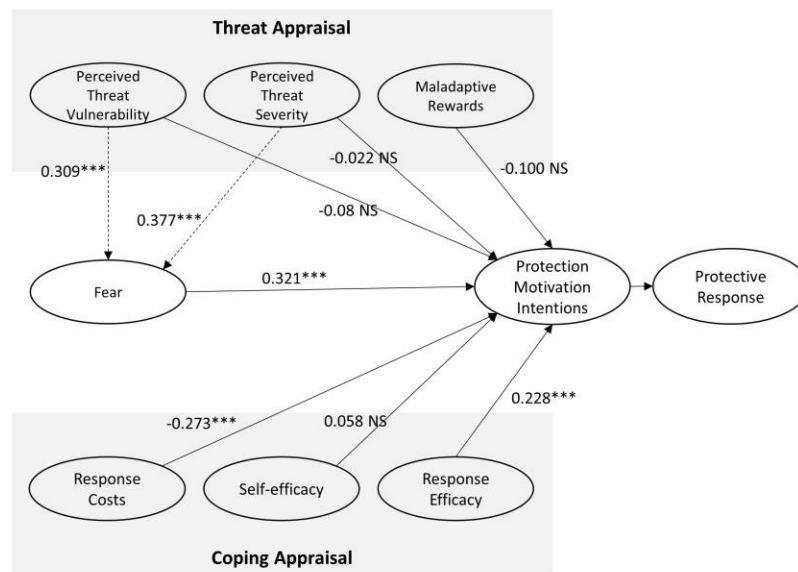 Threat Appraisal
Perceived
Threat
Vulnerability
Perceived
Threat
Severity
Maladaptive
Rewards
0.309***
0.377***
-0.022 NS
-0.08 NS
-0.100 NS
Fear
0.321***
Protection
Motivation
Intentions
Protective
Response
-0.273***
0.058 NS
0.228***
Response
Costs
Self-efficacy
Response
Efficacy
Coping Appraisal